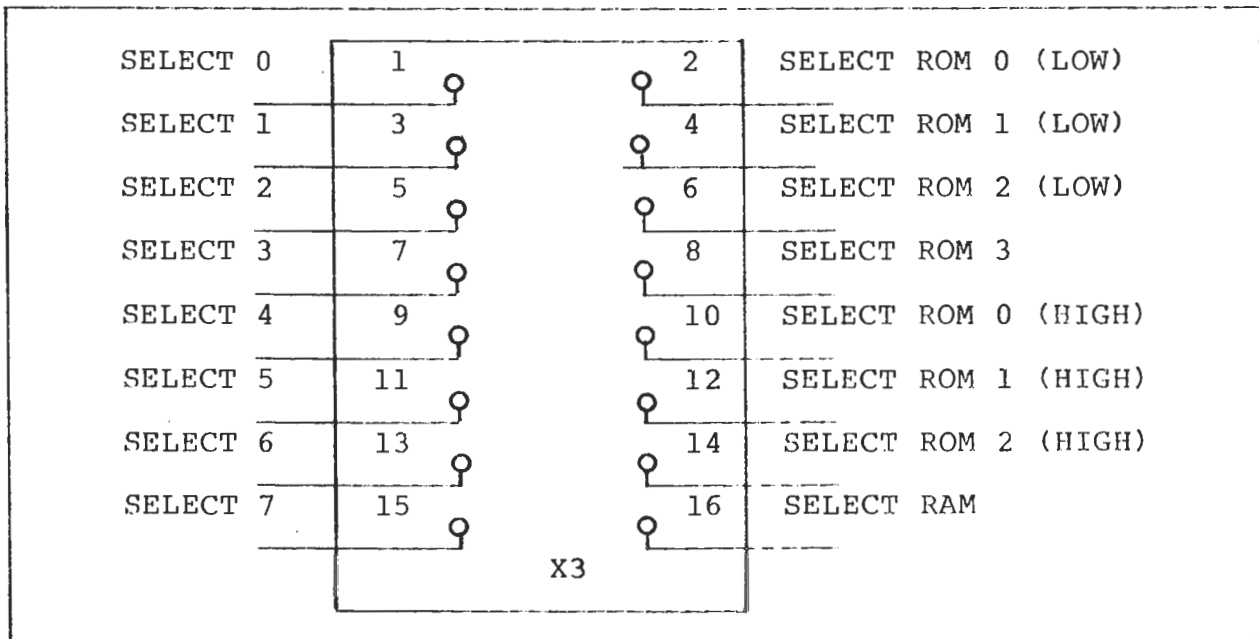 SELECT 0 1 2 SELECT ROM 0 (LOW)
SELECT 1 3 4 SELECT ROM 1 (LOW)
SELECT 2 5 6 SELECT ROM 2 (LOW)
SELECT 3 7 8 SELECT ROM 3
SELECT 4 9 10 SELECT ROM 0 (HIGH)
SELECT 5 11 12 SELECT ROM 1 (HIGH)
SELECT 6 13 14 SELECT ROM 2 (HIGH)
SELECT 7 15 16 SELECT RAM
X3